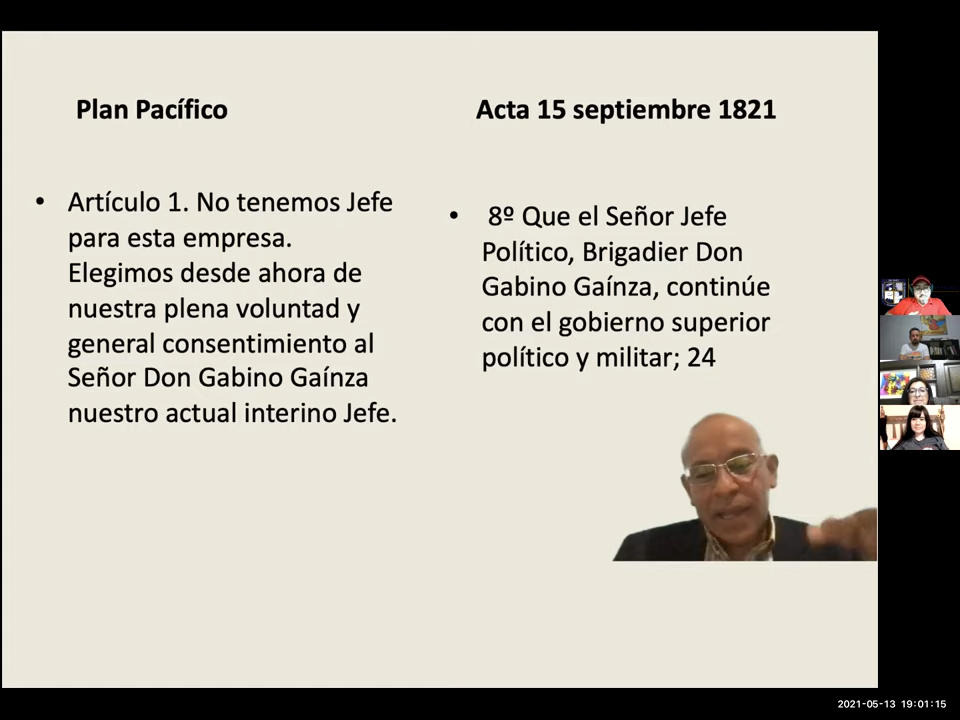 Plan Pacífico
Artículo 1. No tenemos Jefe
para esta empresa.
Elegimos desde ahora de
nuestra plena voluntad y
general consentimiento al
Señor Don Gabino Gaínza
nuestro actual interino Jefe.
Acta 15 septiembre 1821
8º Que el Señor Jefe
Político, Brigadier Don
Gabino Gaínza, continúe
con el gobierno superior
político y militar; 24
2021-05-13 19:01:15